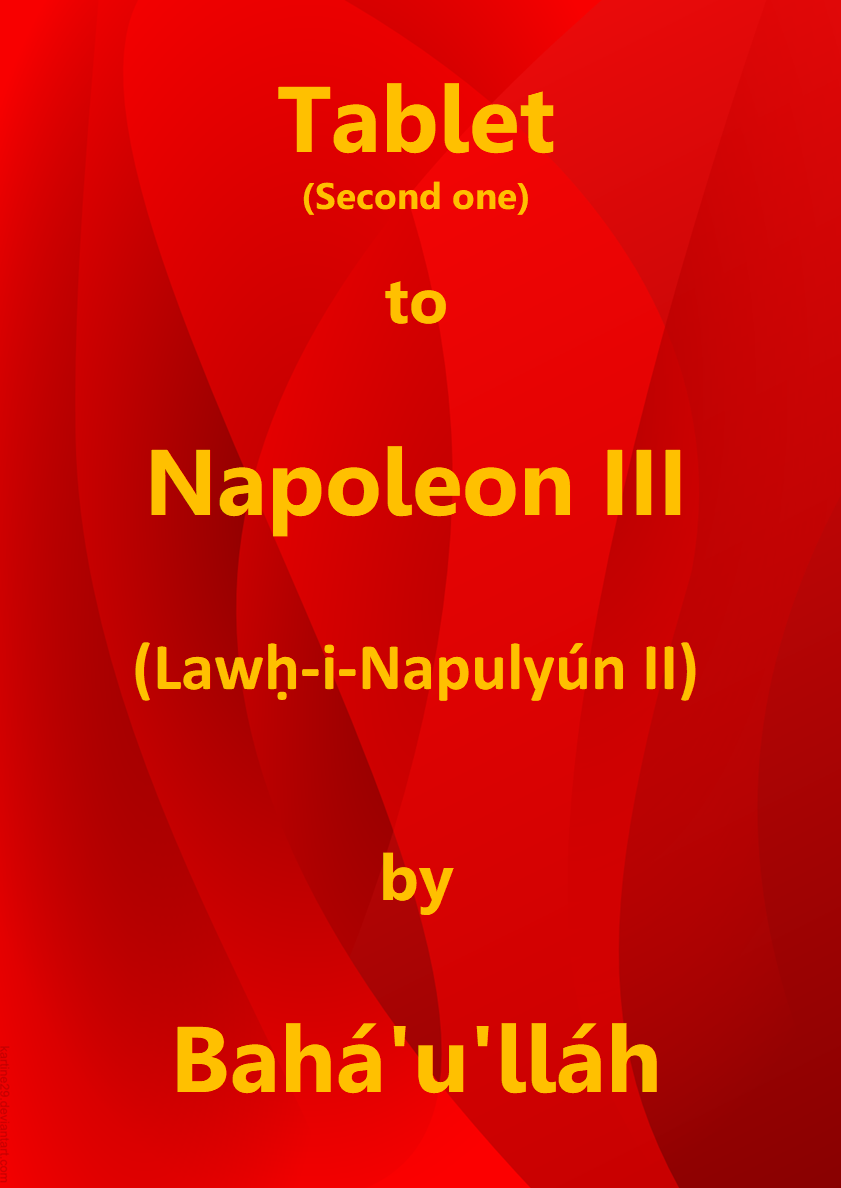 Tablet
(Second one)
to
Napoleon III
(Lawḥ-i-Napulyún II)
by
Bahá'u'lláh